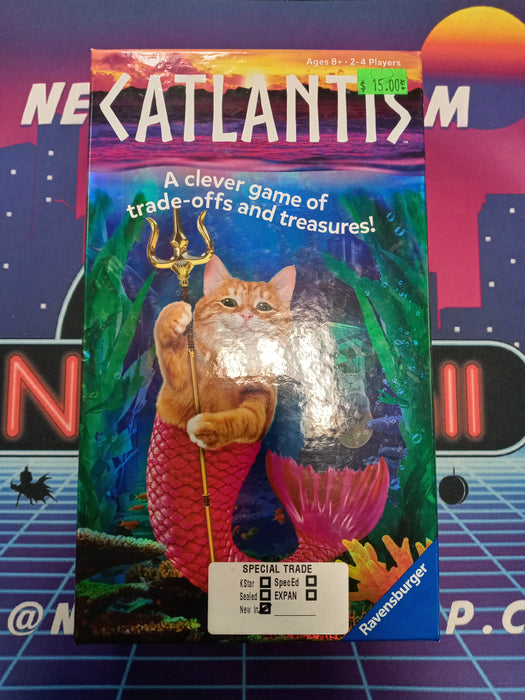 Ages 8+ • 2-4 Players
$ 15.00
CATLANTIS
A clever game of
trade-offs and treasures!
SPECIAL TRADE
KStar SpecEd
Sealed EXPAN
New In
Ravensburger